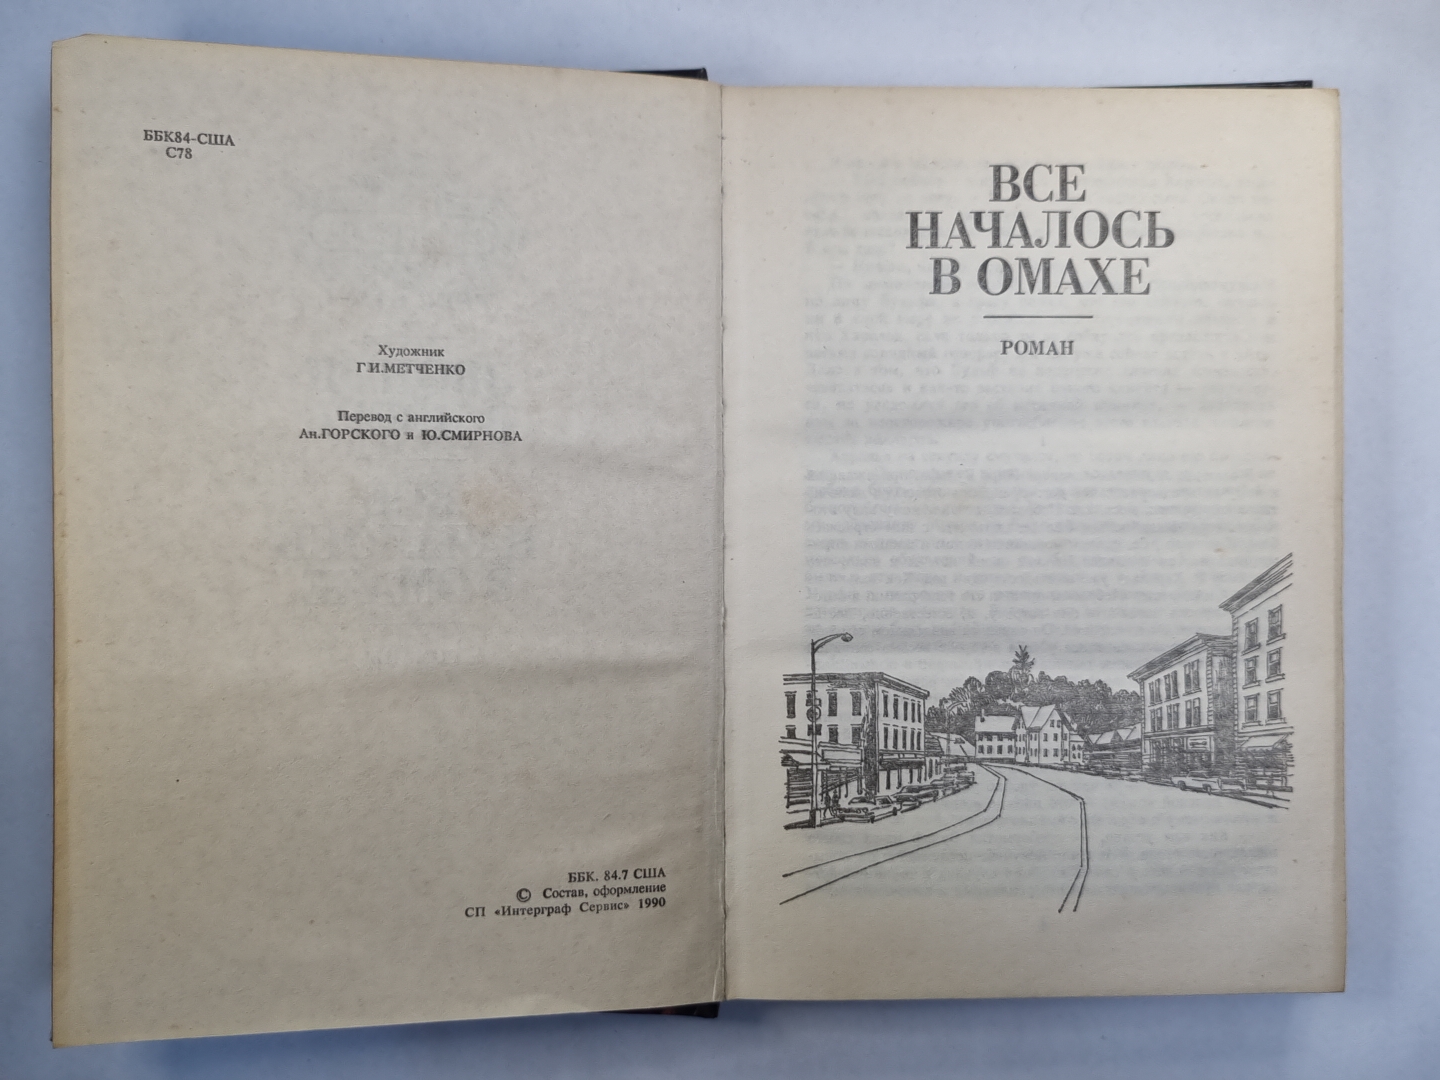 ББК84-США
С78
Художник
Г.И.МЕТЧЕНКО
Перевод с английского
Ан.ГОРСКОГО и Ю.СМИРНОВА
ББК. 84.7 США
© Состав, оформление
СП «Интерграф Сервис» 1990
ВСЕ
НАЧАЛОСЬ
В ОМАХЕ
РОМАН